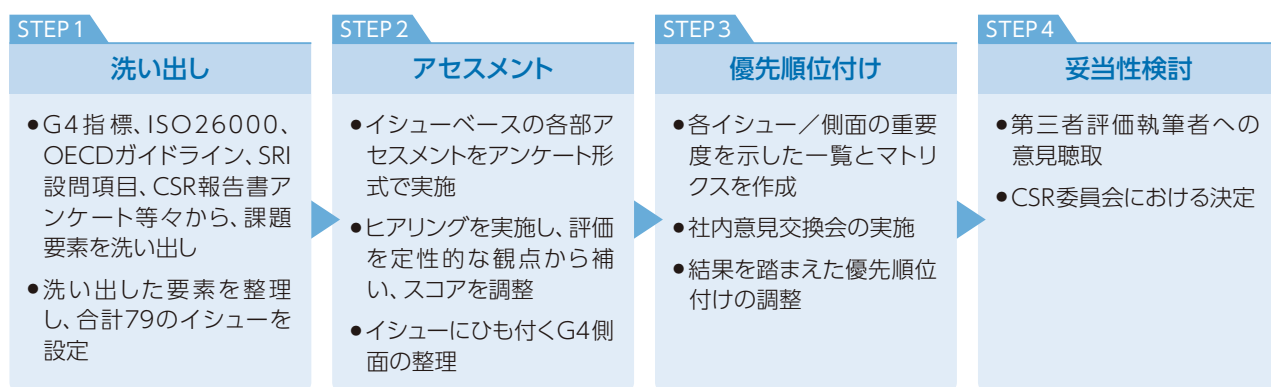 STEP1
洗い出し
●G4指標、ISO26000、
OECDガイドライン、SRI
設問項目、CSR報告書ア
ンケート等々から、課題
要素を洗い出し
●洗い出した要素を整理
し、合計79のイシューを
設定
STEP2
アセスメント
●イシューベースの各部ア
セスメントをアンケート形
式で実施
●ヒアリングを実施し、評価
を定性的な観点から補
い、スコアを調整
●イシューにひも付くG4側
面の整理
STEP3
優先順位付け
●各イシュー／側面の重要
度を示した一覧とマトリ
クスを作成
●社内意見交換会の実施
●結果を踏まえた優先順位
付けの調整
STEP4
妥当性検討
●第三者評価執筆者への
意見聴取
●CSR委員会における決定